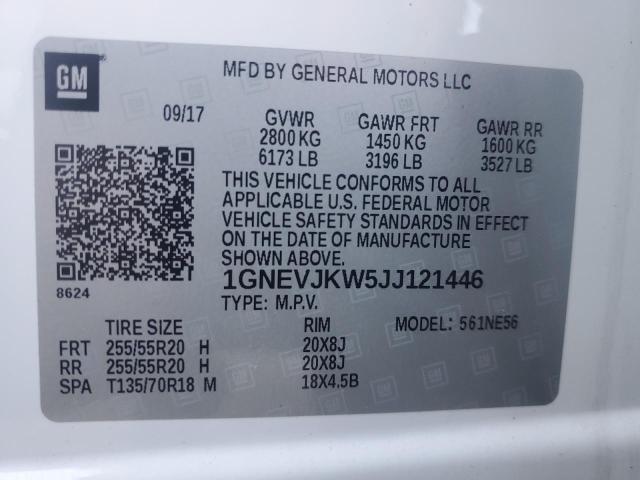 GM
MFD BY GENERAL MOTORS LLC
09/17 GVWR GAWR FRT GAWR RR
2800 KG 1450 KG 1600 KG
6173 LB 3196 LB 3527 LB
THIS VEHICLE CONFORMS TO ALL
APPLICABLE U.S. FEDERAL MOTOR
VEHICLE SAFETY STANDARDS IN EFFECT
ON THE DATE OF MANUFACTURE
SHOWN ABOVE.
8624 1GNEVJKW5JJ121446
TYPE: M.P.V.
TIRE SIZE RIM MODEL: 561NE56
FRT 255/55R20 H 20X8J
RR 255/55R20 H 20X8J
SPA T135/70R18 M 18X4.5B